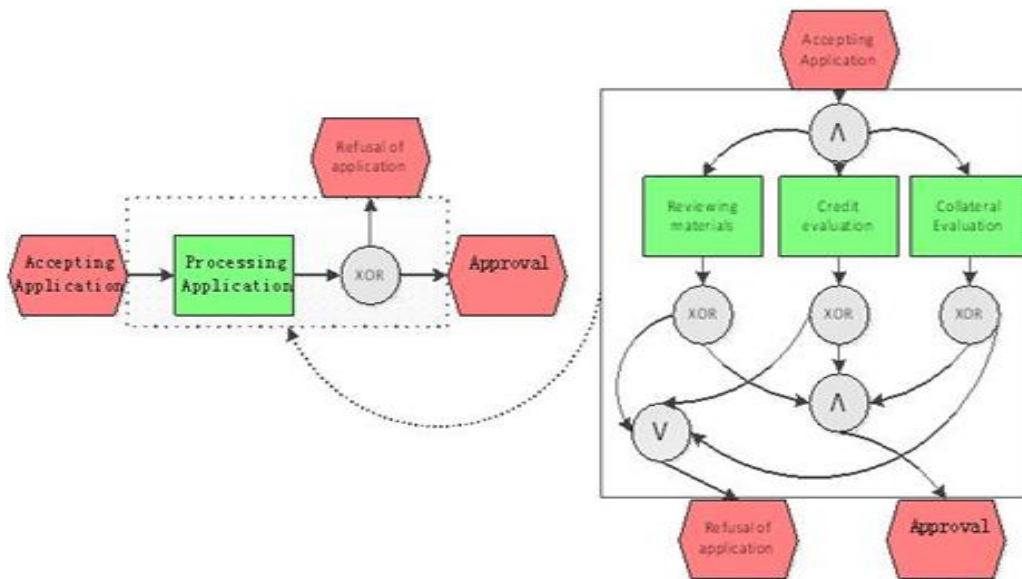 Refusal of
application
Accepting
Application
Processing
Application
XOR
Approval
Accepting
Application
Λ
Reviewing
materials
Credit
evaluation
Collateral
Evaluation
XOR
XOR
XOR
Λ
V
Refusal of
application
Approval